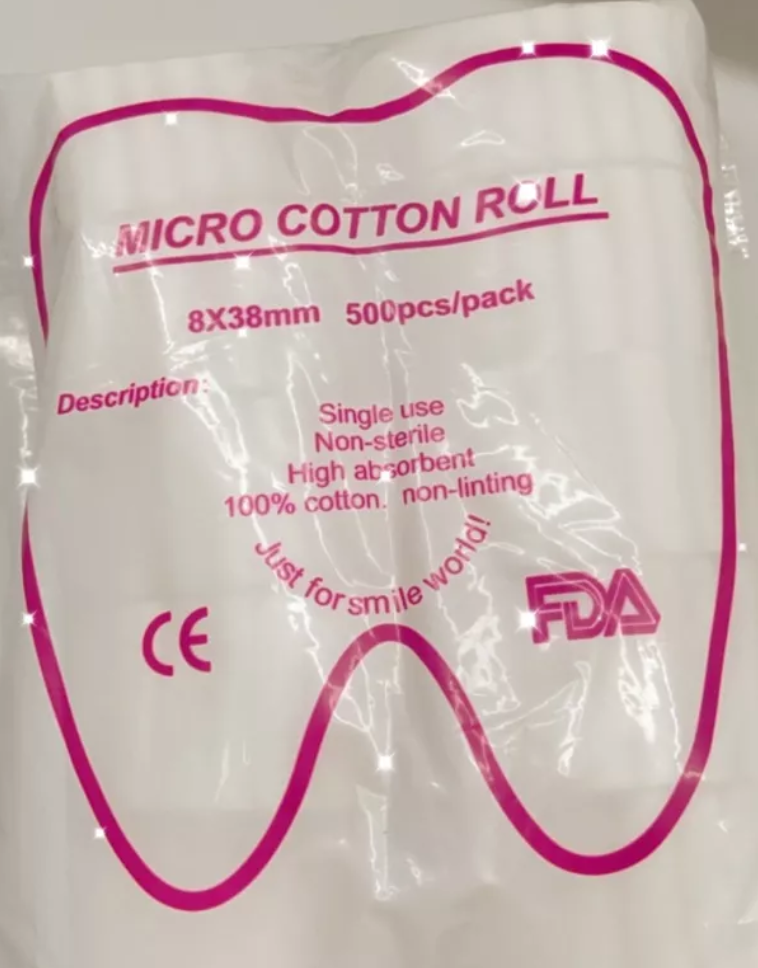 MICRO COTTON ROLL
8X38mm 500pcs/pack
Description:
Single use
Non-sterile
High absorbent
100% cotton. non-linting
Just for smile world!
CE
FDA